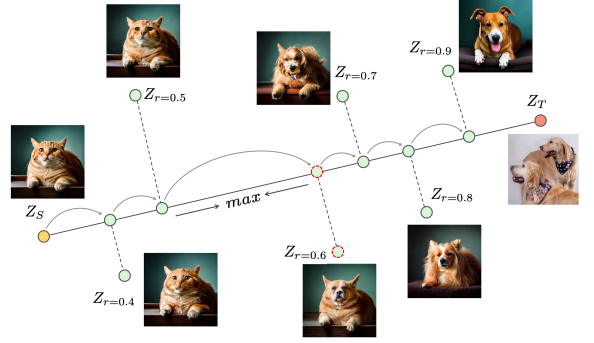 Z_{r=0.5}
Z_{r=0.7}
Z_{r=0.9}
Z_T
Z_S
max
Z_{r=0.8}
Z_{r=0.6}
Z_{r=0.4}